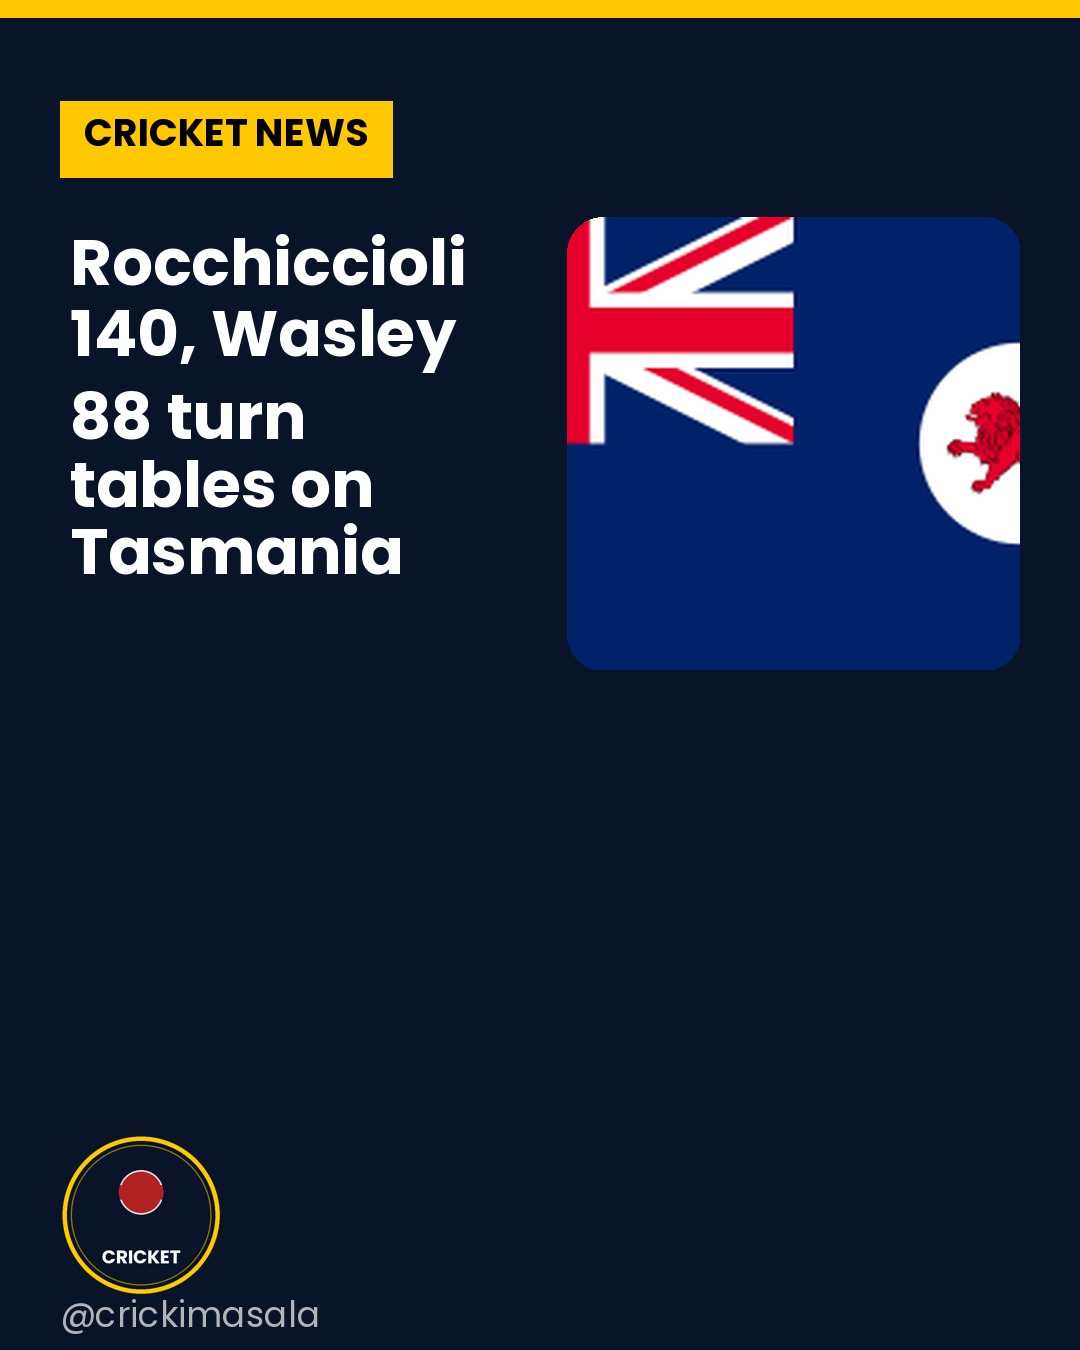 CRICKET NEWS
Rocchiccioli
140, Wasley
88 turn
tables on
Tasmania
CRICKET
@crickimasala